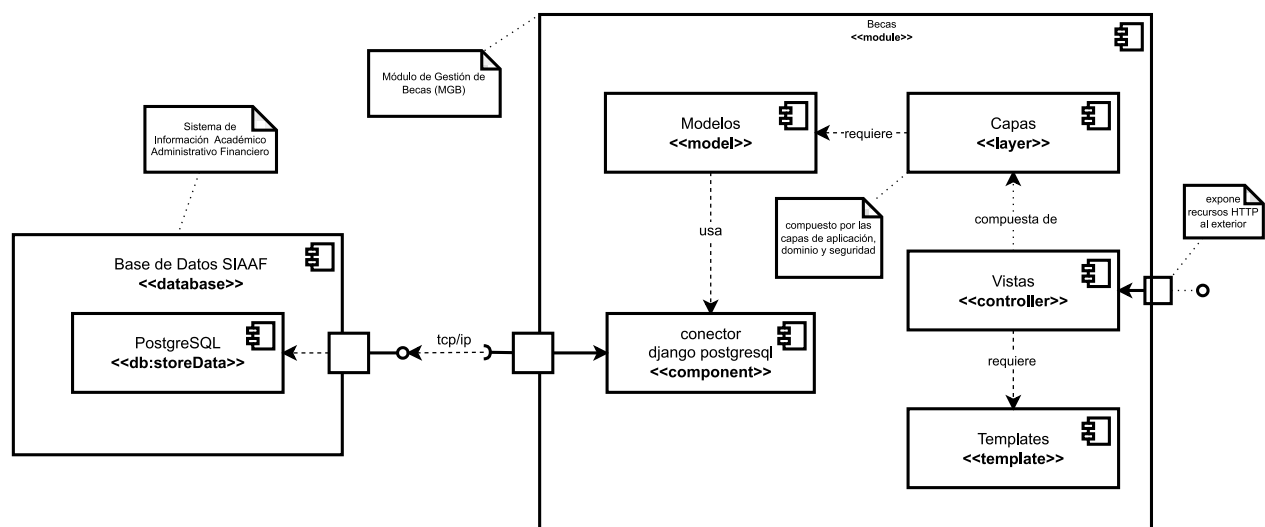 Becas
<<module>>
Módulo de Gestión de
Becas (MGB)
Sistema de
Información Académico
Administrativo Financiero
Modelos
<<model>>
requiere
Capas
<<layer>>
compuesto por las
capas de aplicación,
dominio y seguridad
usa
compuesta de
expone
recursos HTTP
al exterior
Base de Datos SIAAF
<<database>>
PostgreSQL
<<db:storeData>>
tcp/ip
conector
django postgresql
<<component>>
Vistas
<<controller>>
requiere
Templates
<<template>>